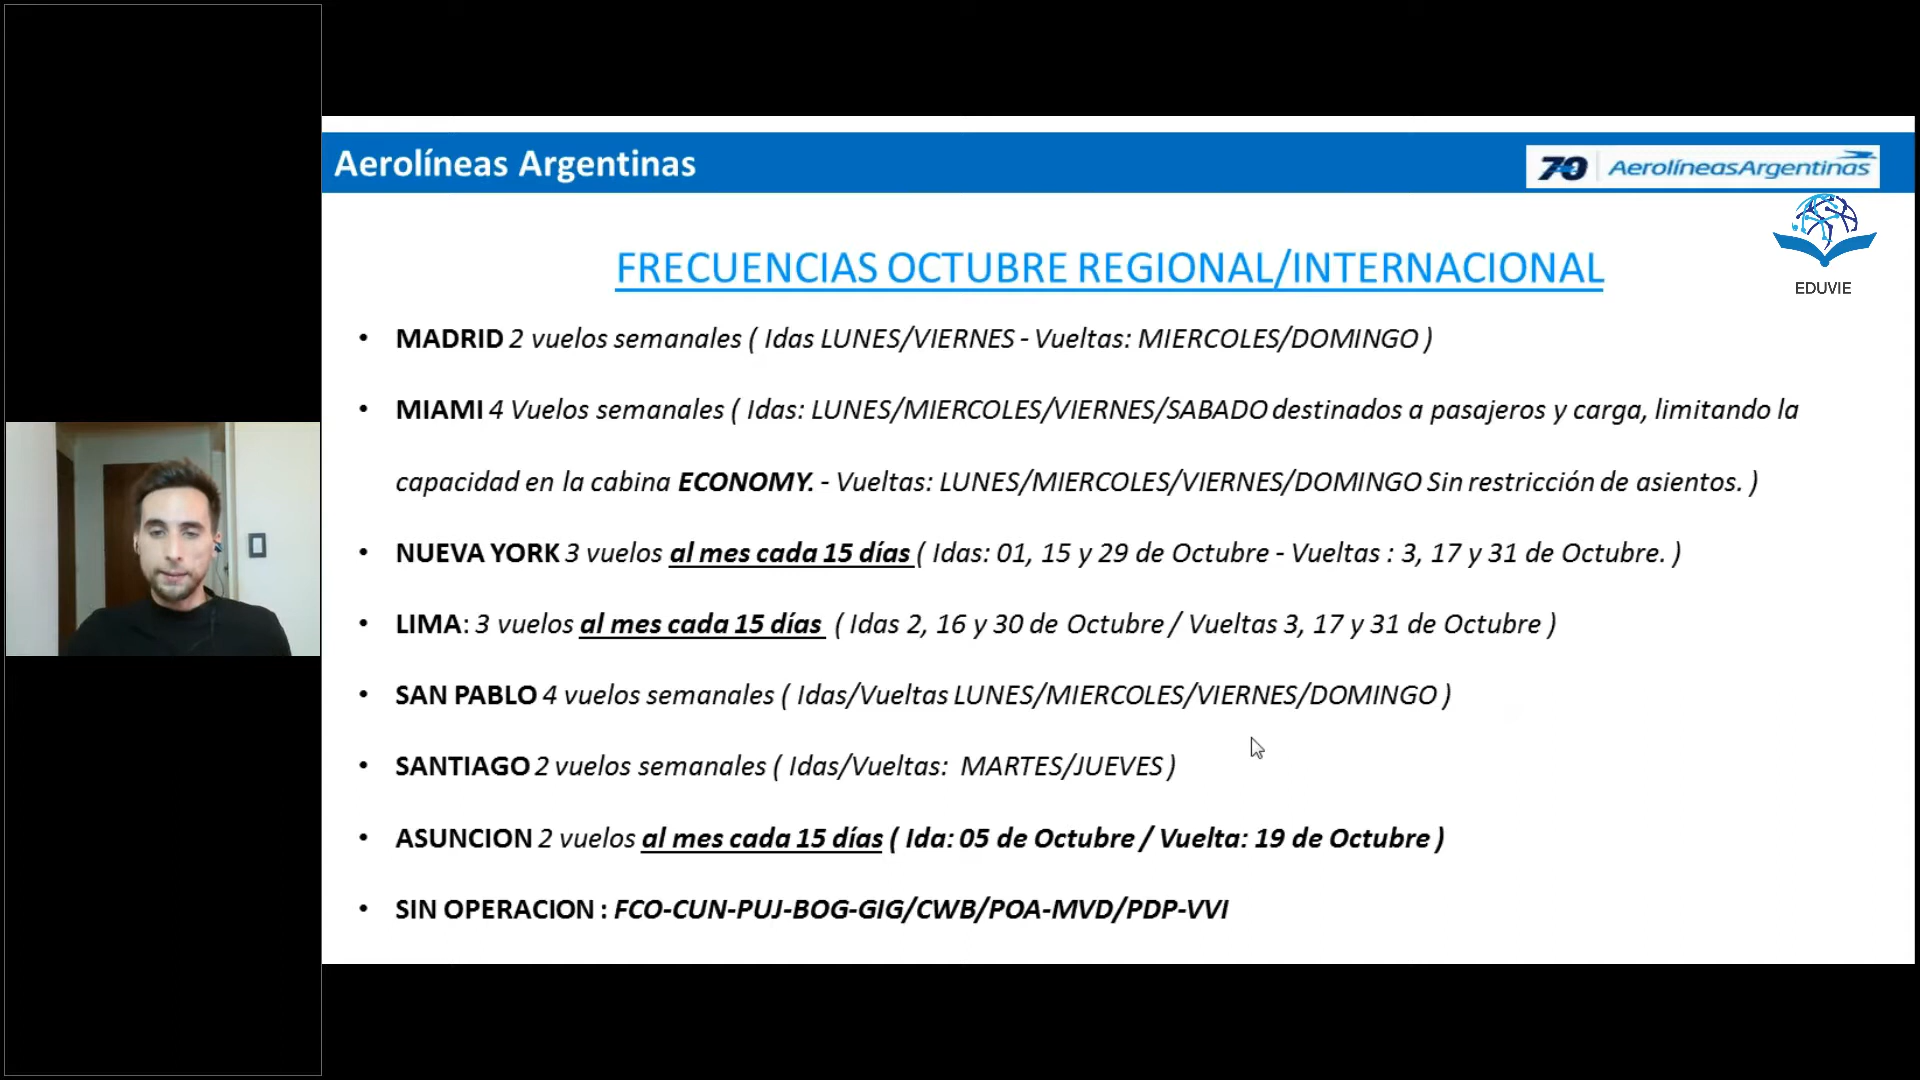 Aerolíneas Argentinas
70 AerolíneasArgentinas
EDUVIE
FRECUENCIAS OCTUBRE REGIONAL/INTERNACIONAL
• MADRID 2 vuelos semanales ( Idas LUNES/VIERNES - Vueltas: MIERCOLES/DOMINGO )
• MIAMI 4 Vuelos semanales ( Idas: LUNES/MIERCOLES/VIERNES/SABADO destinados a pasajeros y carga, limitando la
capacidad en la cabina ECONOMY. - Vueltas: LUNES/MIERCOLES/VIERNES/DOMINGO Sin restricción de asientos. )
• NUEVA YORK 3 vuelos al mes cada 15 días ( Idas: 01, 15 y 29 de Octubre - Vueltas : 3, 17 y 31 de Octubre. )
• LIMA: 3 vuelos al mes cada 15 días ( Idas 2, 16 y 30 de Octubre / Vueltas 3, 17 y 31 de Octubre )
• SAN PABLO 4 vuelos semanales ( Idas/Vueltas LUNES/MIERCOLES/VIERNES/DOMINGO )
• SANTIAGO 2 vuelos semanales ( Idas/Vueltas: MARTES/JUEVES )
• ASUNCION 2 vuelos al mes cada 15 días ( Ida: 05 de Octubre / Vuelta: 19 de Octubre )
• SIN OPERACION : FCO-CUN-PUJ-BOG-GIG/CWB/POA-MVD/PDP-VVI